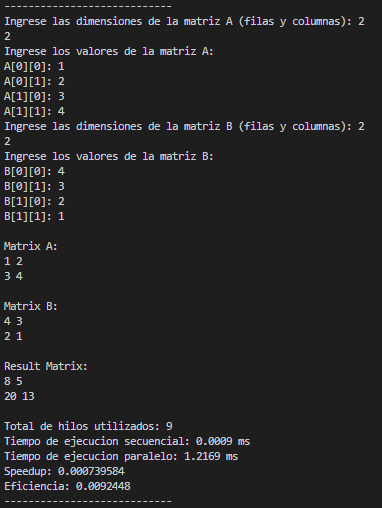 ----------------------------
Ingrese las dimensiones de la matriz A (filas y columnas): 2
2
Ingrese los valores de la matriz A:
A[0][0]: 1
A[0][1]: 2
A[1][0]: 3
A[1][1]: 4
Ingrese las dimensiones de la matriz B (filas y columnas): 2
2
Ingrese los valores de la matriz B:
B[0][0]: 4
B[0][1]: 3
B[1][0]: 2
B[1][1]: 1
Matrix A:
1 2
3 4
Matrix B:
4 3
2 1
Result Matrix:
8 5
20 13
Total de hilos utilizados: 9
Tiempo de ejecucion secuencial: 0.0009 ms
Tiempo de ejecucion paralelo: 1.2169 ms
Speedup: 0.000739584
Eficiencia: 0.0092448
----------------------------